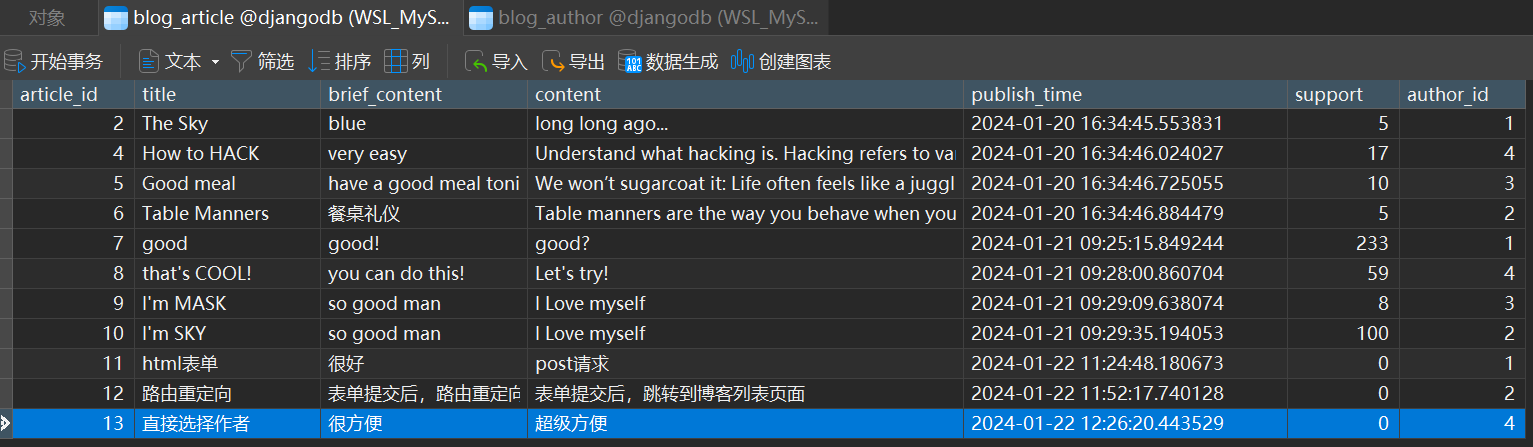 对象 blog_article @djangodb (WSL_MyS... blog_author @djangodb (WSL_MyS...
开始事务 文本 筛选 排序 列 导入 导出 数据生成 创建图表
article_id title brief_content content publish_time support author_id
2 The Sky blue long long ago... 2024-01-20 16:34:45.553831 5 1
4 How to HACK very easy Understand what hacking is. Hacking refers to var 2024-01-20 16:34:46.024027 17 4
5 Good meal have a good meal toni We won’t sugarcoat it: Life often feels like a juggl 2024-01-20 16:34:46.725055 10 3
6 Table Manners 餐桌礼仪 Table manners are the way you behave when you 2024-01-20 16:34:46.884479 5 2
7 good good! good? 2024-01-21 09:25:15.849244 233 1
8 that's COOL! you can do this! Let's try! 2024-01-21 09:28:00.860704 59 4
9 I'm MASK so good man I Love myself 2024-01-21 09:29:09.638074 8 3
10 I'm SKY so good man I Love myself 2024-01-21 09:29:35.194053 100 2
11 html表单 很好 post请求 2024-01-22 11:24:48.180673 0 1
12 路由重定向 表单提交后，路由重定向 表单提交后，跳转到博客列表页面 2024-01-22 11:52:17.740128 0 2
13 直接选择作者 很方便 超级方便 2024-01-22 12:26:20.443529 0 4